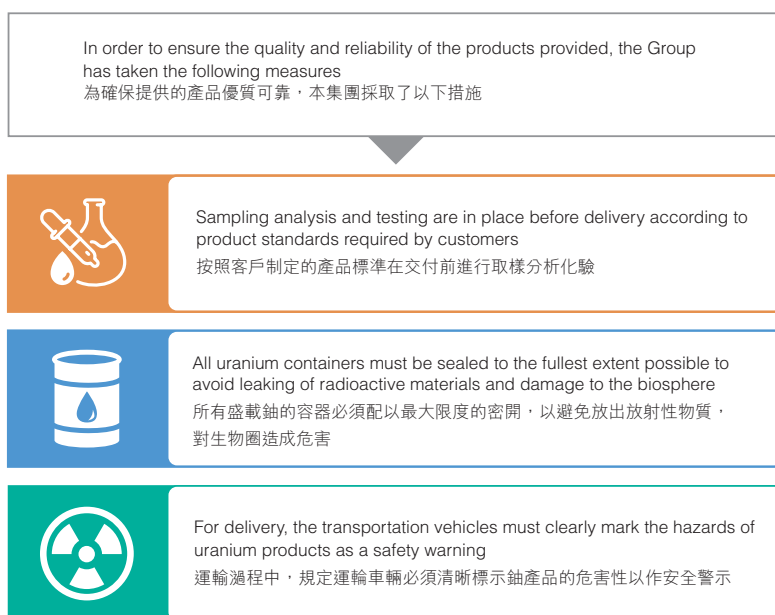 In order to ensure the quality and reliability of the products provided, the Group
has taken the following measures
為確保提供的產品優質可靠，本集團採取了以下措施
Sampling analysis and testing are in place before delivery according to
product standards required by customers
按照客戶制定的產品標準在交付前進行取樣分析化驗
All uranium containers must be sealed to the fullest extent possible to
avoid leaking of radioactive materials and damage to the biosphere
所有盛載鈾的容器必須配以最大限度的密開，以避免放出放射性物質，
對生物圈造成危害
For delivery, the transportation vehicles must clearly mark the hazards of
uranium products as a safety warning
運輸過程中，規定運輪車輛必須清晰標示鈾產品的危害性以作安全警示